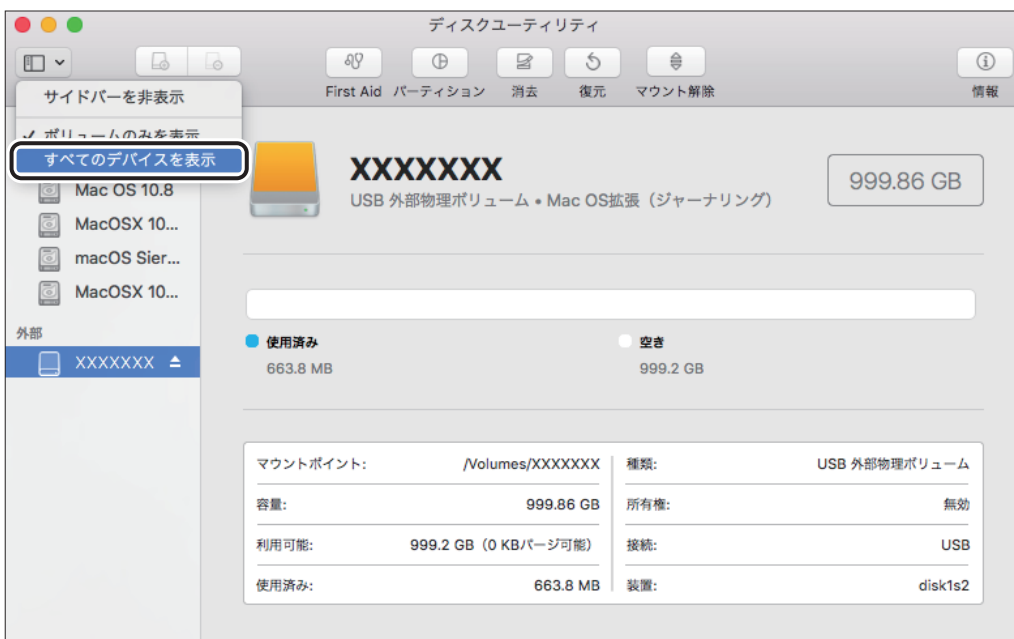 ディスクユーティリティ
First Aid パーティション 消去 復元 マウント解除 情報
サイドバーを非表示
✓ ボリュームのみを表示
すべてのデバイスを表示
Mac OS 10.8
MacOSX 10...
macOS Sier...
MacOSX 10...
外部
XXXXXXX
XXXXXXX
USB 外部物理ボリューム • Mac OS拡張（ジャーナリング）
999.86 GB
使用済み
663.8 MB
空き
999.2 GB
マウントポイント: /Volumes/XXXXXXX
容量: 999.86 GB
利用可能: 999.2 GB（0 KBパージ可能）
使用済み: 663.8 MB
種類: USB 外部物理ボリューム
所有権: 無効
接続: USB
装置: disk1s2